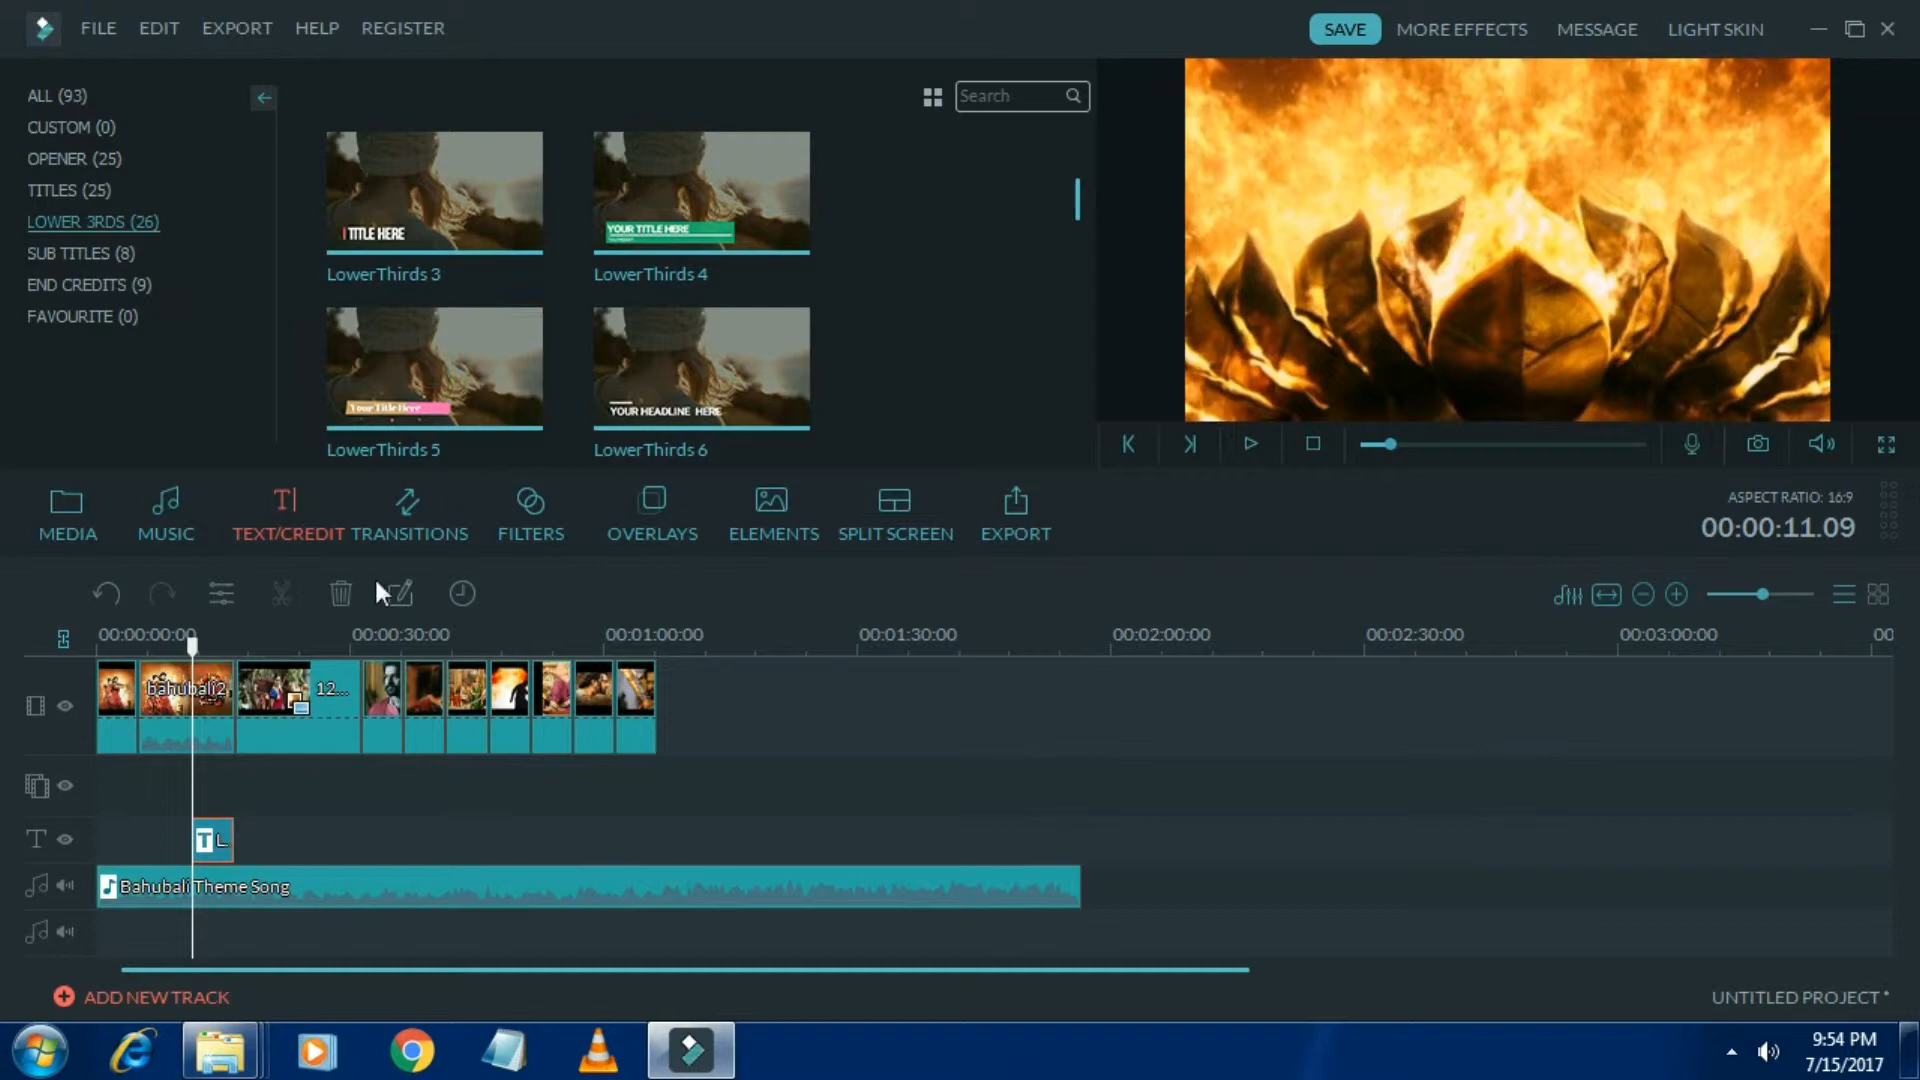 FILE EDIT EXPORT HELP REGISTER
SAVE MORE EFFECTS MESSAGE LIGHT SKIN
ALL (93)
CUSTOM (0)
OPENER (25)
TITLES (25)
LOWER 3RDS (26)
SUB TITLES (8)
END CREDITS (9)
FAVOURITE (0)
Search
TITLE HERE
YOUR TITLE HERE
LowerThirds 3
LowerThirds 4
Your Title Here
YOUR HEADLINE HERE
LowerThirds 5
LowerThirds 6
MEDIA MUSIC TEXT/CREDIT TRANSITIONS FILTERS OVERLAYS ELEMENTS SPLIT SCREEN EXPORT
ASPECT RATIO: 16:9
00:00:11.09
00:00:00:00 00:00:30:00 00:01:00:00 00:01:30:00 00:02:00:00 00:02:30:00 00:03:00:00 00
bahubali2 12...
T L..
Bahubali Theme Song
ADD NEW TRACK
UNTITLED PROJECT *
9:54 PM
7/15/2017